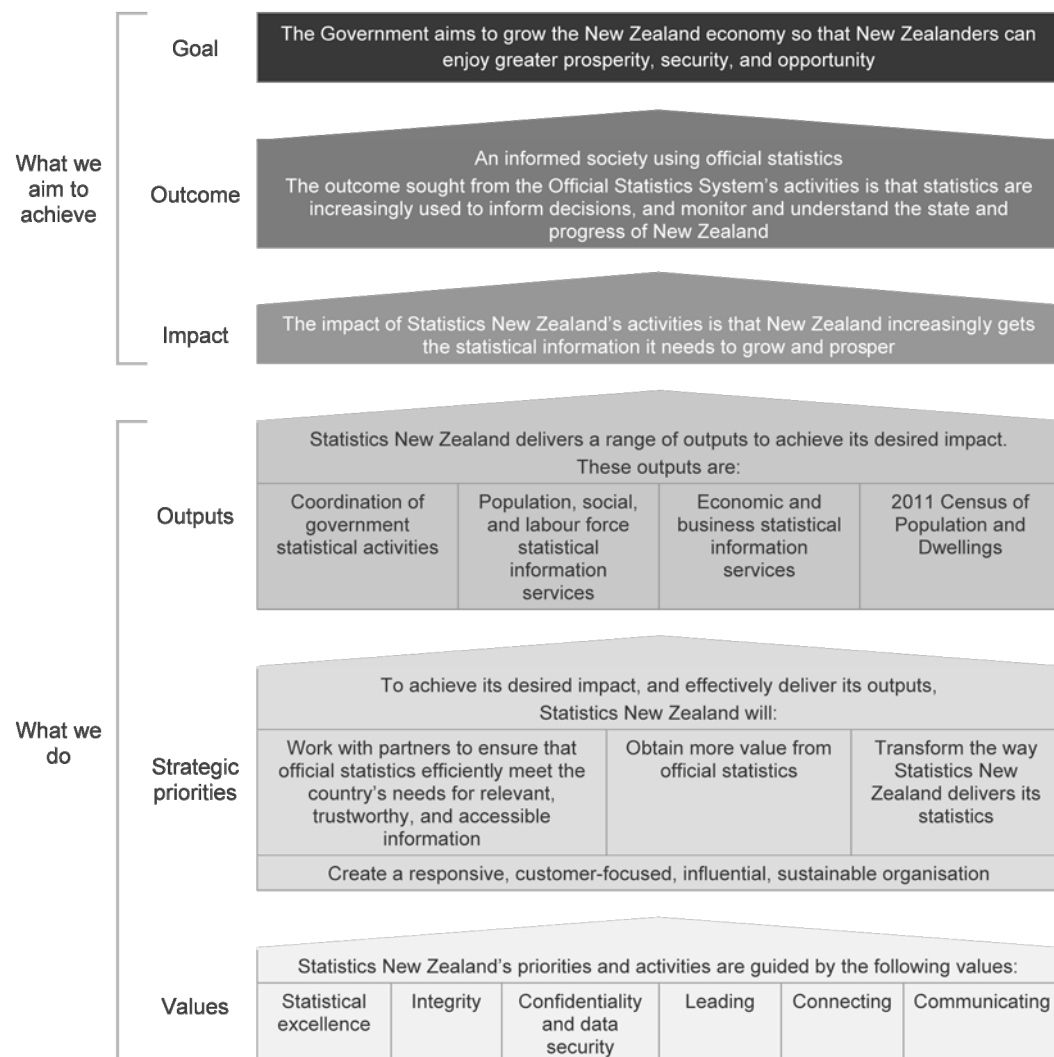 What we
aim to
achieve
Goal
The Government aims to grow the New Zealand economy so that New Zealanders can
enjoy greater prosperity, security, and opportunity
Outcome
An informed society using official statistics
The outcome sought from the Official Statistics System's activities is that statistics are
increasingly used to inform decisions, and monitor and understand the state and
progress of New Zealand
Impact
The impact of Statistics New Zealand's activities is that New Zealand increasingly gets
the statistical information it needs to grow and prosper
What we
do
Outputs
Statistics New Zealand delivers a range of outputs to achieve its desired impact.
These outputs are:
Coordination of
government
statistical activities
Population, social,
and labour force
statistical
information
services
Economic and
business statistical
information
services
2011 Census of
Population and
Dwellings
Strategic
priorities
To achieve its desired impact, and effectively deliver its outputs,
Statistics New Zealand will:
Work with partners to ensure that
official statistics efficiently meet the
country's needs for relevant,
trustworthy, and accessible
information
Obtain more value from
official statistics
Transform the way
Statistics New
Zealand delivers its
statistics
Create a responsive, customer-focused, influential, sustainable organisation
Values
Statistics New Zealand's priorities and activities are guided by the following values:
Statistical
excellence
Integrity
Confidentiality
and data
security
Leading
Connecting
Communicating